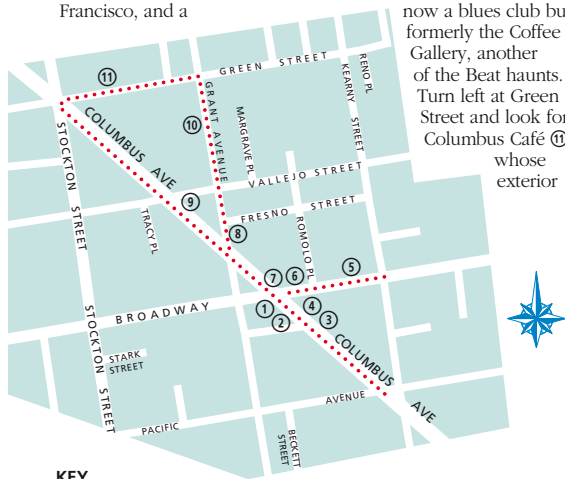 Francisco, and a
now a blues club bu
formerly the Coffee
Gallery, another
of the Beat haunts.
Turn left at Green
Street and look for
Columbus Café ⑪
whose
exterior
GREEN STREET
RENO PL
KEARNY STREET
⑪
COLUMBUS AVE
GRANT AVENUE
⑩
MARGRAVE PL
STOCKTON STREET
VALLEJO STREET
⑨
FRESNO STREET
TRACY PL
⑧
ROMOLO PL
⑦ ⑥ ⑤
BROADWAY
① ② ④ ③
STOCKTON STREET
COLUMBUS AVE
STARK STREET
PACIFIC AVENUE
BECKETT STREET
KEY